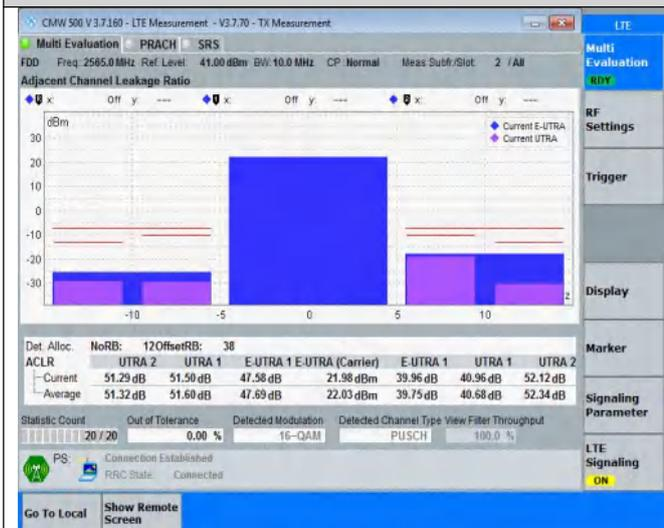 CMW 500 V 3.7.160 - LTE Measurement - V3.7.70 - TX Measurement
LTE
Multi Evaluation PRACH SRS
Multi Evaluation
RDY
FDD Freq.:2565.0 MHz Ref. Level: 41.00 dBm BW:10.0 MHz CP :Normal Meas Subfr./Slot: 2 /All
Adjacent Channel Leakage Ratio
x: Off y: --- x: Off y: --- x: Off y: ---
RF Settings
dBm
Current E-UTRA
Current UTRA
30
20
10
0
-10
-20
-30
Trigger
Display
-10 -5 0 5 10
Det. Alloc. NoRB: 12OffsetRB: 38
Marker
ACLR UTRA 2 UTRA 1 E-UTRA 1 E-UTRA (Carrier) E-UTRA 1 UTRA 1 UTRA 2
Current 51.29 dB 51.50 dB 47.58 dB 21.98 dBm 39.96 dB 40.96 dB 52.12 dB
Average 51.32 dB 51.60 dB 47.69 dB 22.03 dBm 39.75 dB 40.68 dB 52.34 dB
Signaling Parameter
Statistic Count Out of Tolerance Detected Modulation Detected Channel Type View Filter Throughput
20 / 20 0.00 % 16-QAM PUSCH 100.0 %
PS: Connection Established
RRC State: Connected
LTE Signaling
ON
Go To Local Show Remote Screen